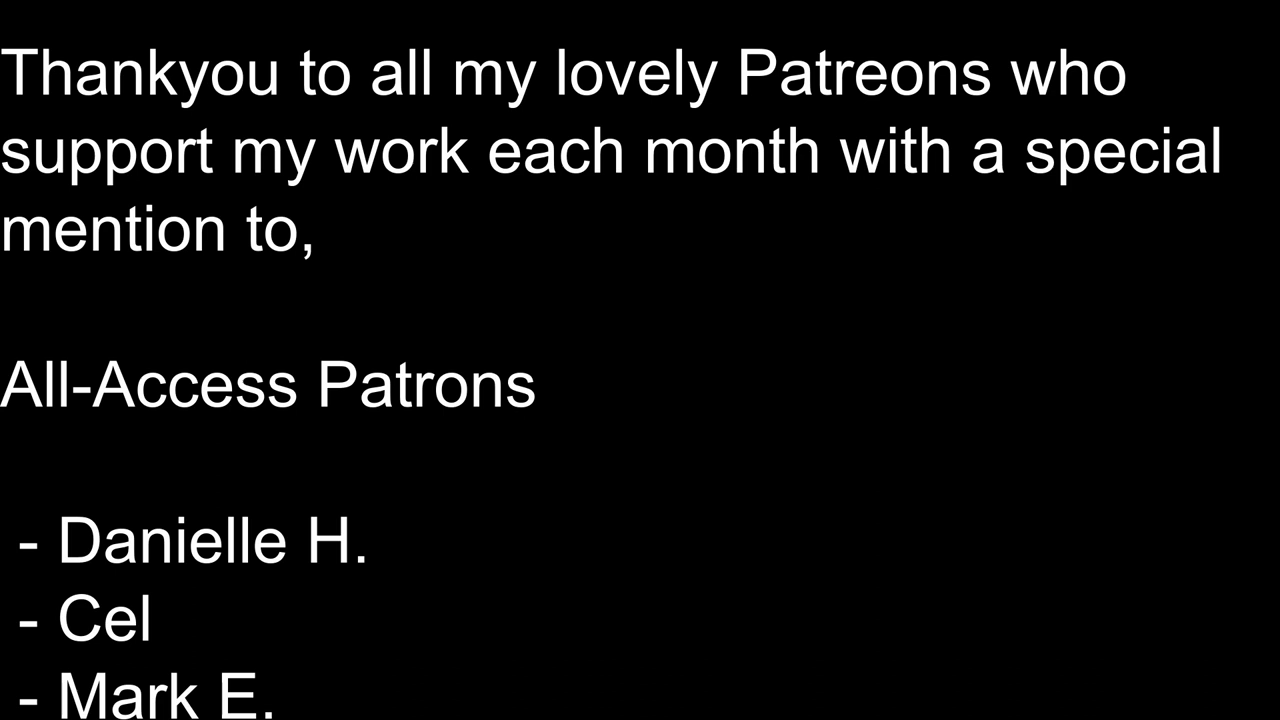 Thankyou to all my lovely Patreons who
support my work each month with a special
mention to,
All-Access Patrons
- Danielle H.
- Cel
- Mark E.